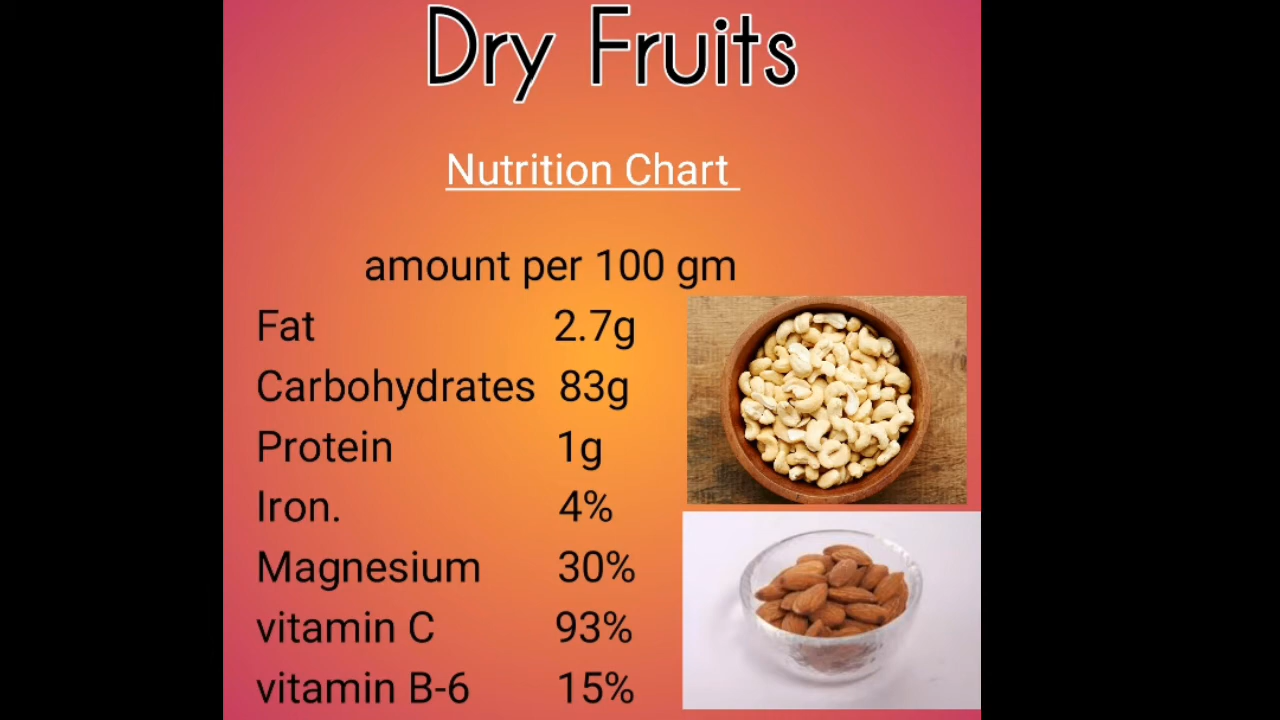 Dry Fruits
Nutrition Chart
amount per 100 gm
Fat 2.7g
Carbohydrates 83g
Protein 1g
Iron. 4%
Magnesium 30%
vitamin C 93%
vitamin B-6 15%